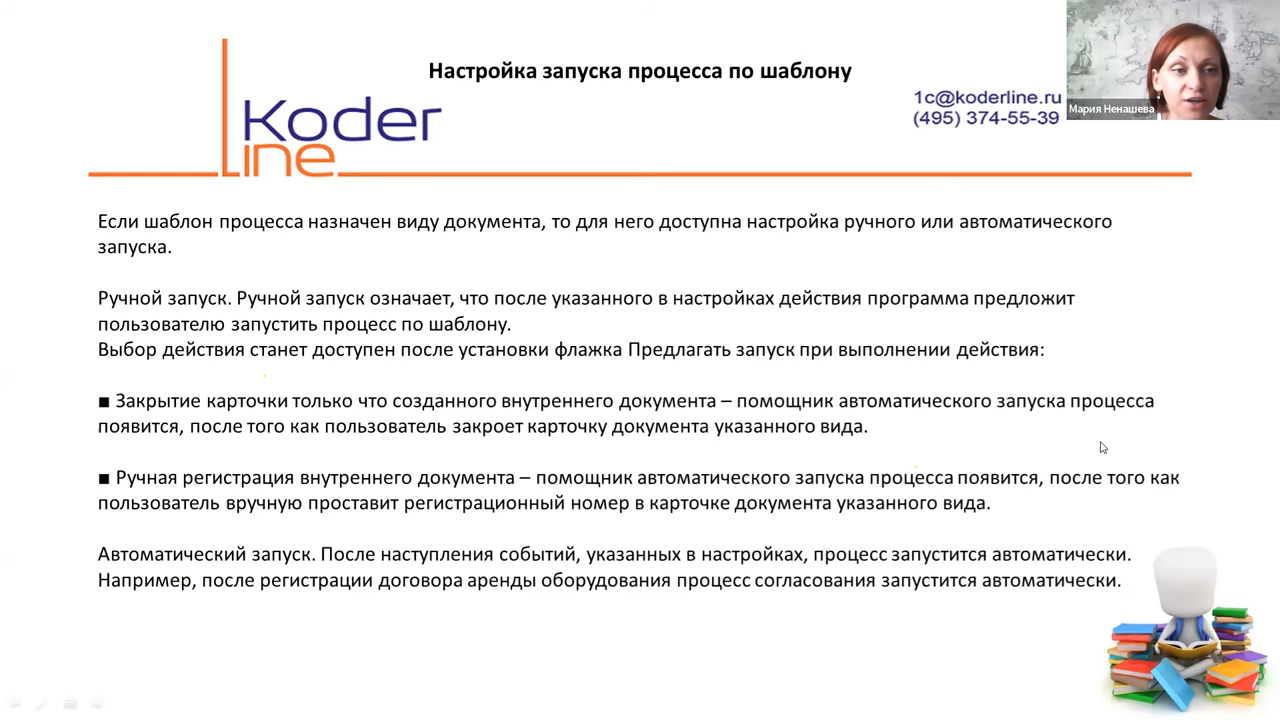 Настройка запуска процесса по шаблону
Koder
line
1c@koderline.ru
(495) 374-55-39
Мария Ненашева
Если шаблон процесса назначен виду документа, то для него доступна настройка ручного или автоматического
запуска.
Ручной запуск. Ручной запуск означает, что после указанного в настройках действия программа предложит
пользователю запустить процесс по шаблону.
Выбор действия станет доступен после установки флажка Предлагать запуск при выполнении действия:
■ Закрытие карточки только что созданного внутреннего документа – помощник автоматического запуска процесса
появится, после того как пользователь закроет карточку документа указанного вида.
■ Ручная регистрация внутреннего документа – помощник автоматического запуска процесса появится, после того как
пользователь вручную проставит регистрационный номер в карточке документа указанного вида.
Автоматический запуск. После наступления событий, указанных в настройках, процесс запустится автоматически.
Например, после регистрации договора аренды оборудования процесс согласования запустится автоматически.